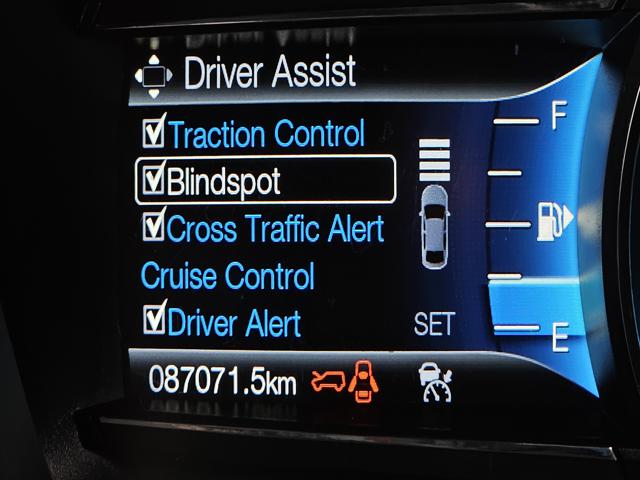 Driver Assist
Traction Control
Blindspot
Cross Traffic Alert
Cruise Control
Driver Alert
SET
F
E
087071.5km